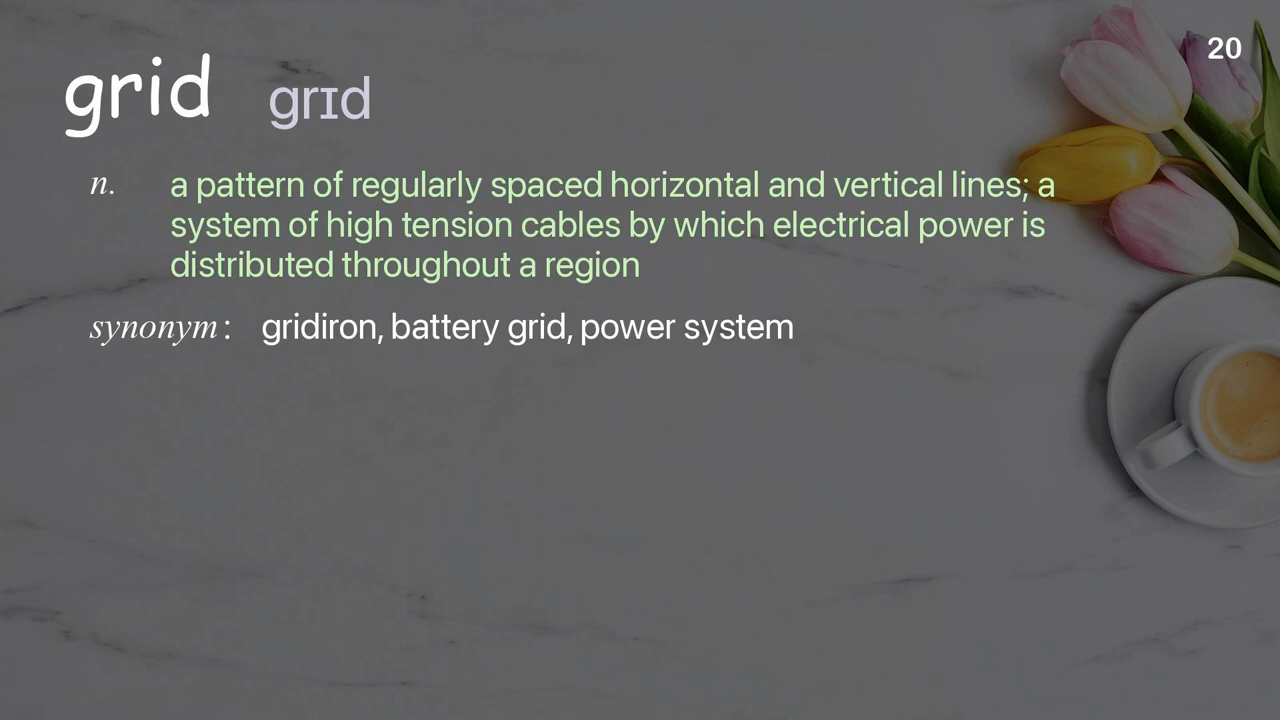 20
grid grɪd
n. a pattern of regularly spaced horizontal and vertical lines; a
system of high tension cables by which electrical power is
distributed throughout a region
synonym: gridiron, battery grid, power system